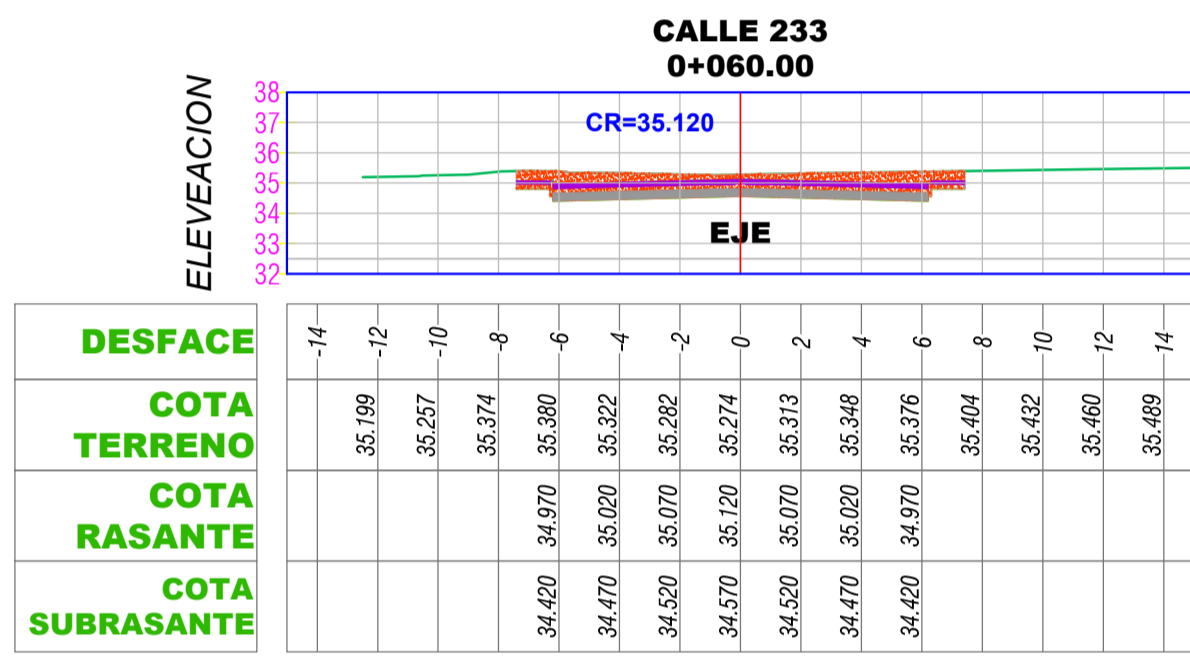 CALLE 233
0+060.00
ELEVEACION
38
37
36
35
34
33
32
CR=35.120
EJE
DESFACE -14 -12 -10 -8 -6 -4 -2 0 2 4 6 8 10 12 14
COTA
TERRENO 35.199 35.257 35.374 35.380 35.322 35.282 35.274 35.313 35.348 35.376 35.404 35.432 35.460 35.489
COTA
RASANTE 34.970 35.020 35.070 35.120 35.070 35.020 34.970
COTA
SUBRASANTE 34.420 34.470 34.520 34.570 34.520 34.470 34.420